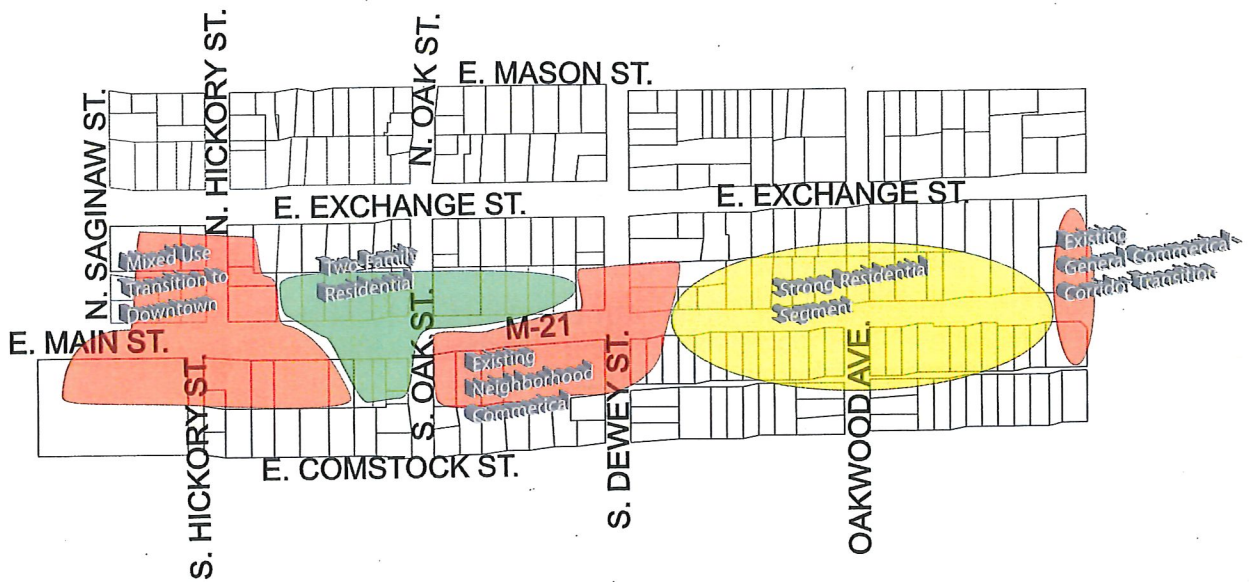 N. SAGINAW ST.
N. HICKORY ST.
N. OAK ST.
E. MASON ST.
E. EXCHANGE ST.
E. EXCHANGE ST.
Mixed Use
Transition to
Downtown
Two Family
Residential
Strong Residential
Segment
Existing
General Commerical-
Corridor Transition
E. MAIN ST.
M-21
Existing
Neighborhood
Commerical
S. HICKORY ST.
S. OAK ST.
S. DEWEY ST.
OAKWOOD AVE.
E. COMSTOCK ST.